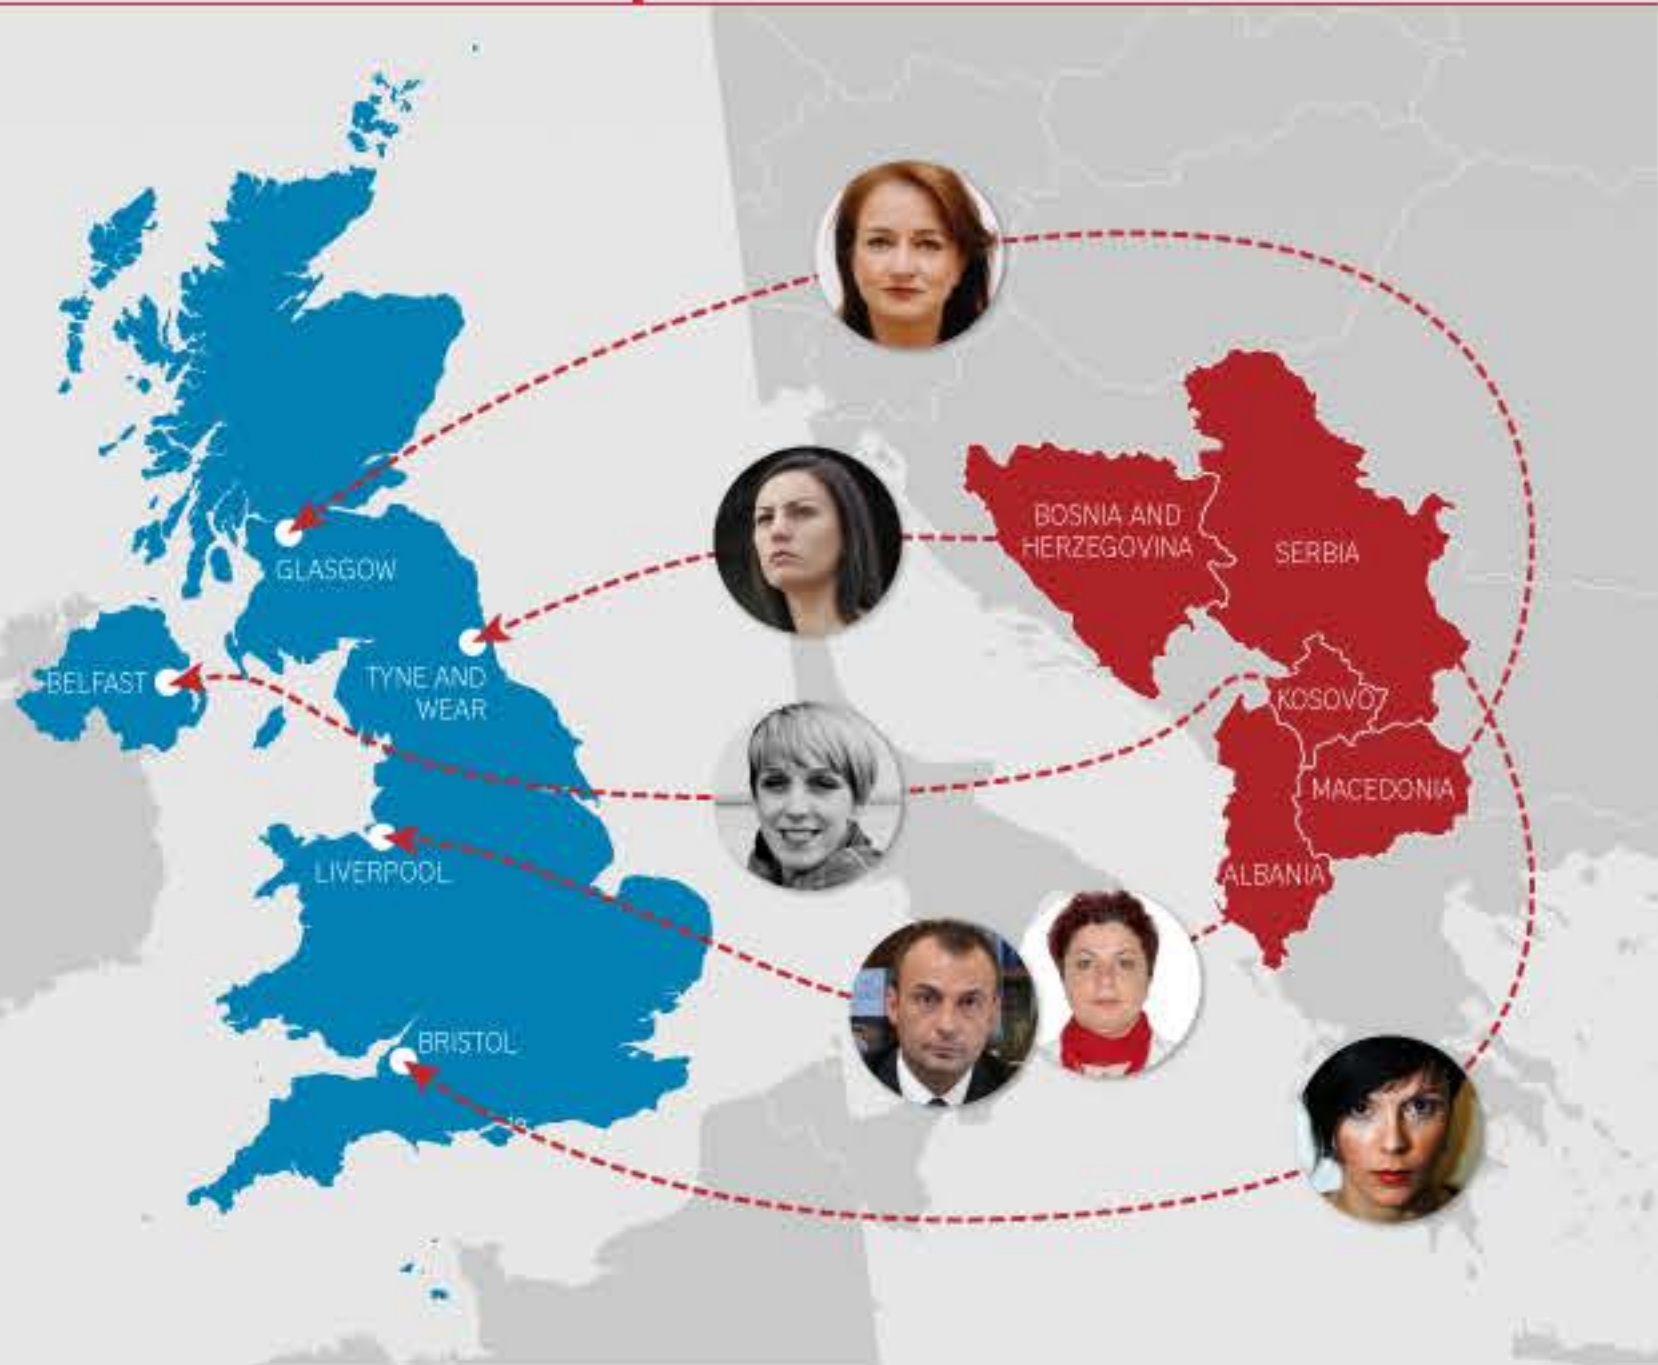 GLASGOW
BELFAST
TYNE AND
WEAR
LIVERPOOL
BRISTOL
BOSNIA AND
HERZEGOVINA
SERBIA
KOSOVO
MACEDONIA
ALBANIA